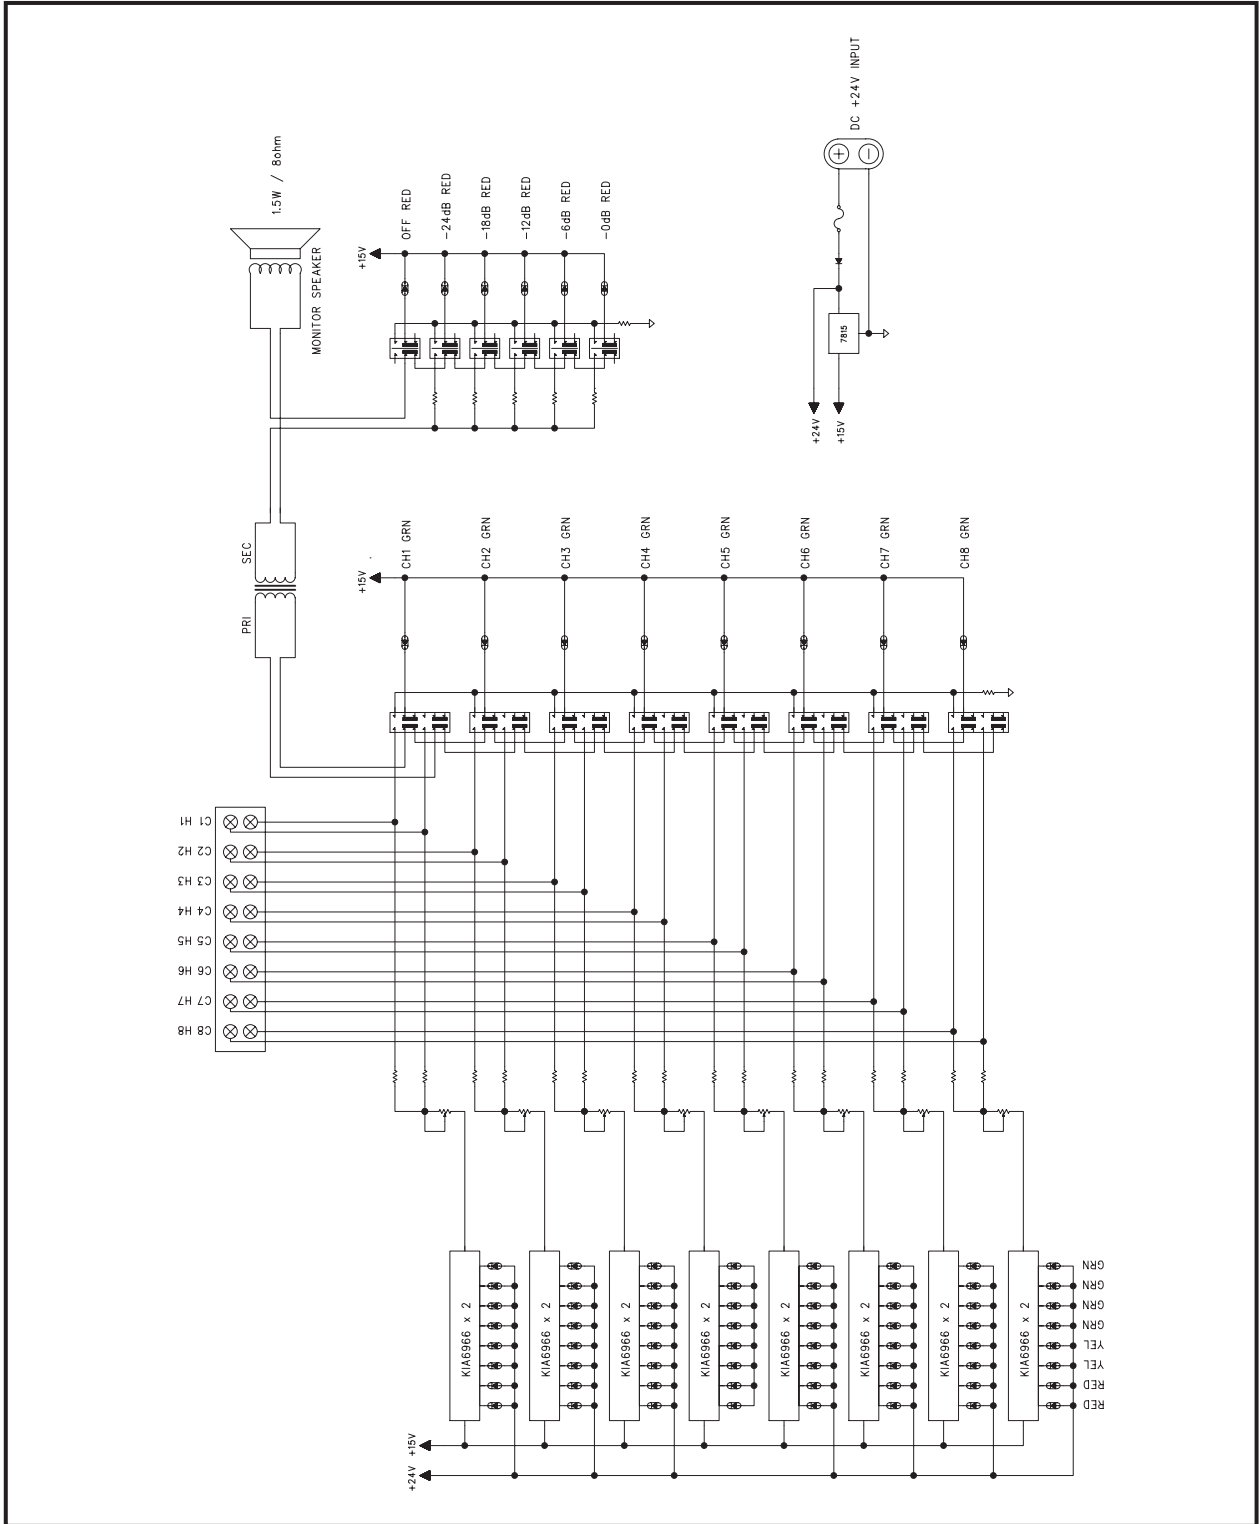 DC +24V INPUT
1.5W / 8ohm
MONITOR SPEAKER
+15V
OFF RED
-24dB RED
-18dB RED
-12dB RED
-6dB RED
-0dB RED
7815
+24V
+15V
SEC
PRI
+15V
CH1 GRN
CH2 GRN
CH3 GRN
CH4 GRN
CH5 GRN
CH6 GRN
CH7 GRN
CH8 GRN
C1 H1
C2 H2
C3 H3
C4 H4
C5 H5
C6 H6
C7 H7
C8 H8
KIA6966 x 2
KIA6966 x 2
KIA6966 x 2
KIA6966 x 2
KIA6966 x 2
KIA6966 x 2
KIA6966 x 2
KIA6966 x 2
GRN
GRN
GRN
GRN
YEL
YEL
RED
RED
+15V
+24V